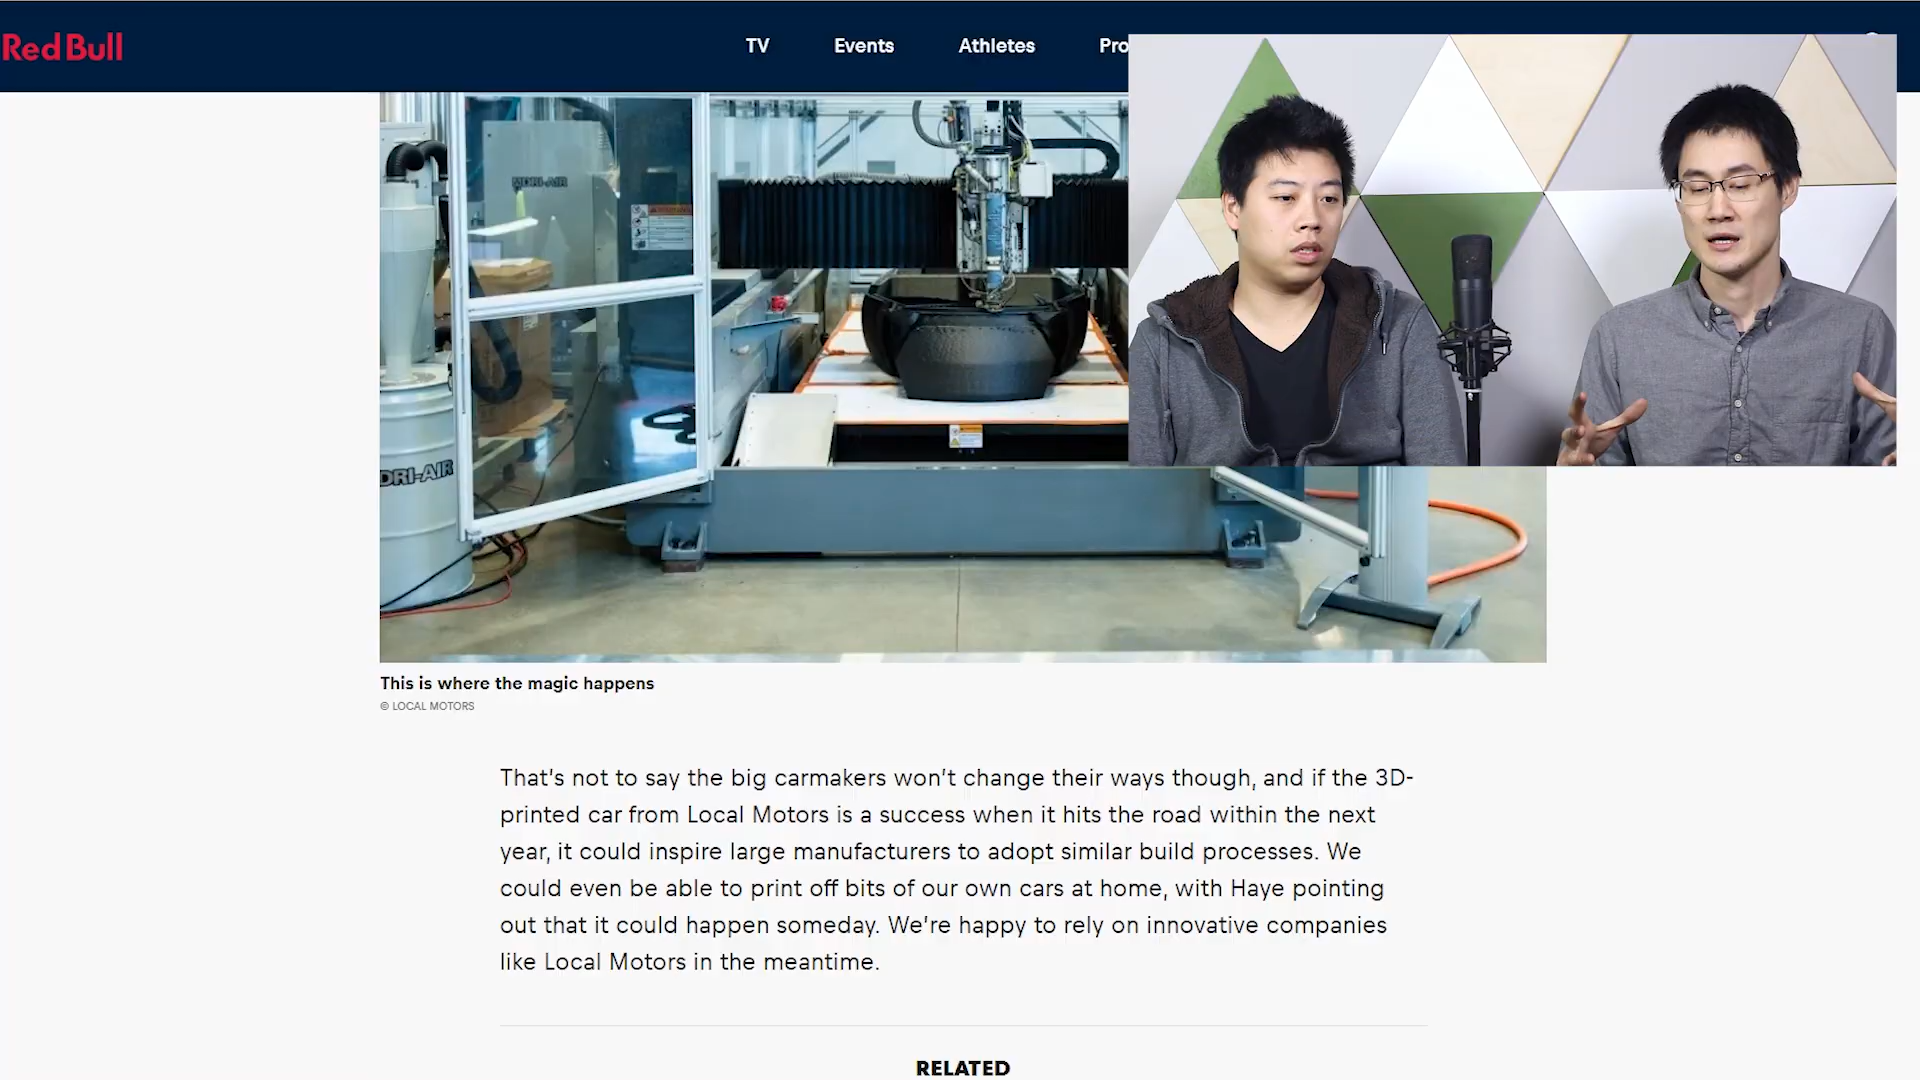 Red Bull
TV
Events
Athletes
Pro
DRI-AIR
This is where the magic happens
© LOCAL MOTORS
That's not to say the big carmakers won't change their ways though, and if the 3D-
printed car from Local Motors is a success when it hits the road within the next
year, it could inspire large manufacturers to adopt similar build processes. We
could even be able to print off bits of our own cars at home, with Haye pointing
out that it could happen someday. We're happy to rely on innovative companies
like Local Motors in the meantime.
RELATED